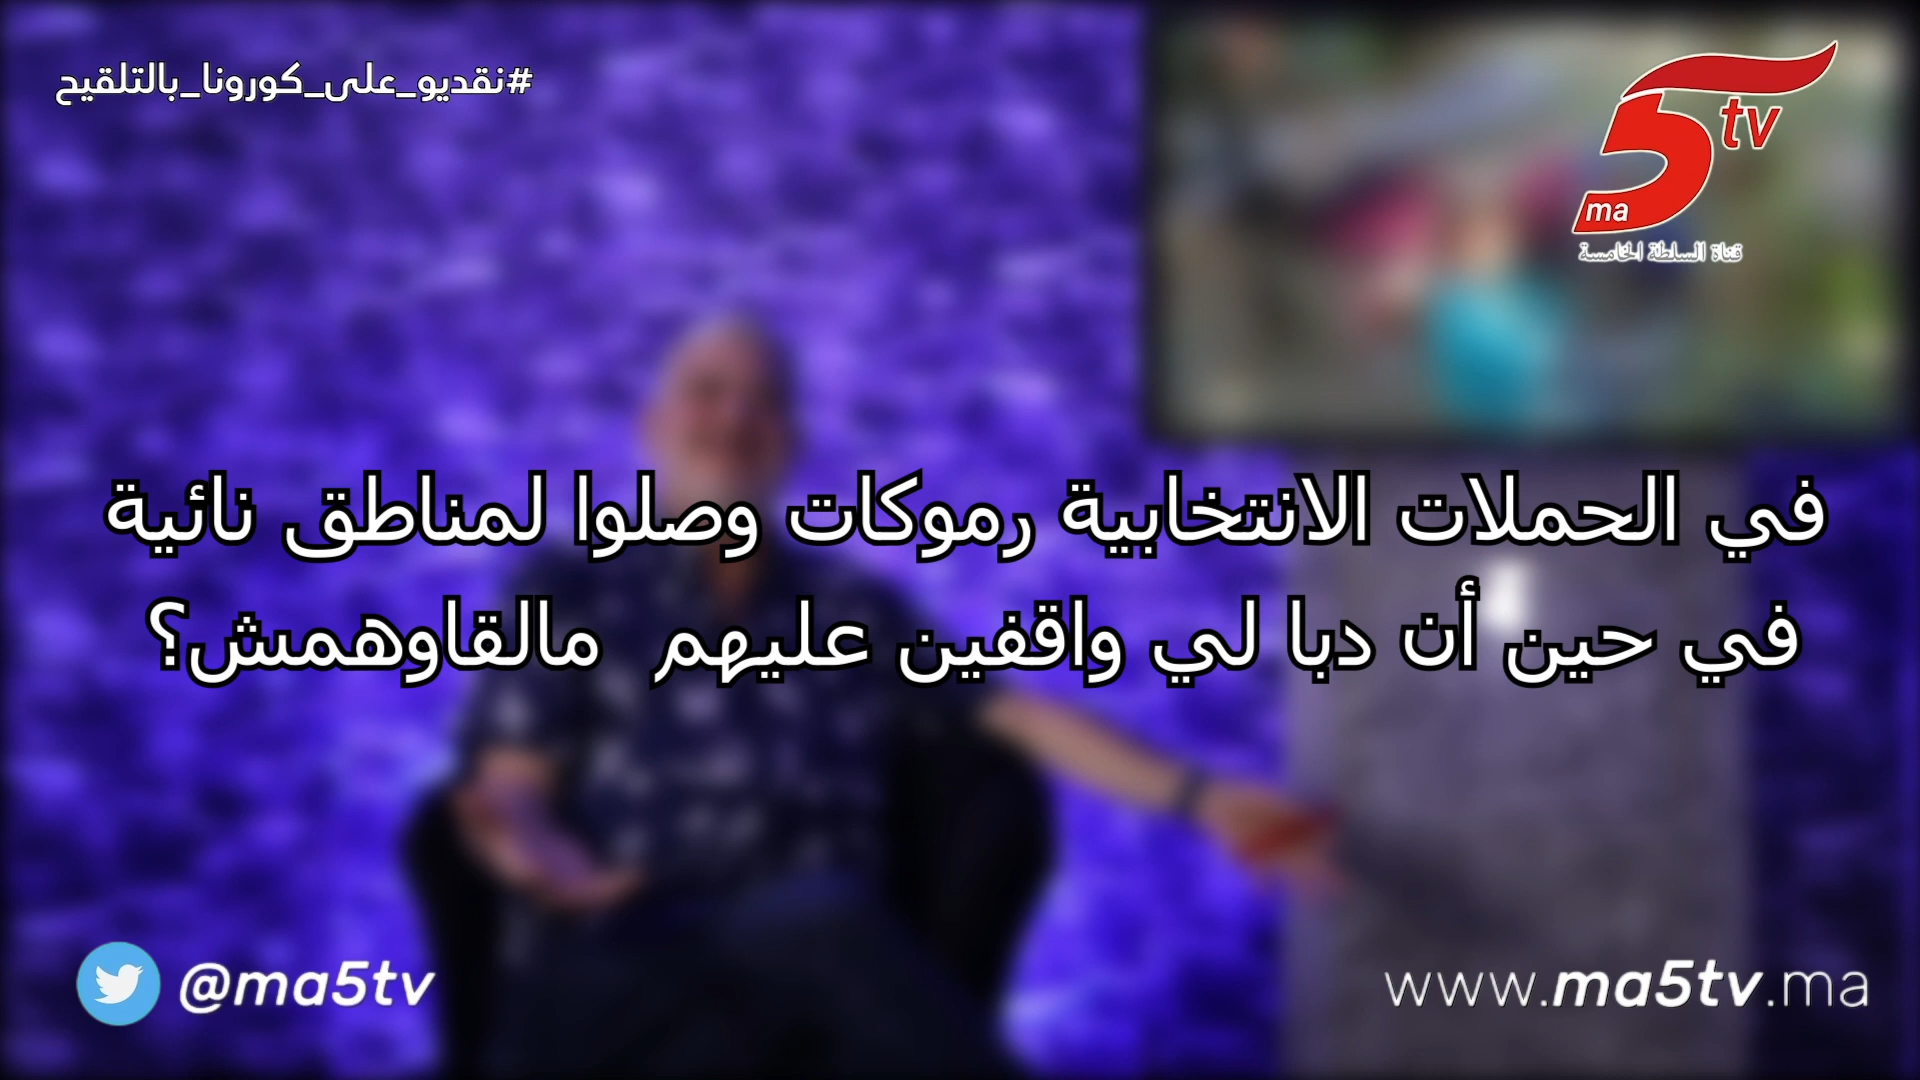 #نقديو_على_كورونا_بالتلقيح
5
tv
ma
قناة السلطة الخامسة
في الحملات الانتخابية رموكات وصلوا لمناطق نائية
في حين أن دبا لي واقفين عليهم مالقاوهمش؟
@ma5tv
www.ma5tv.ma